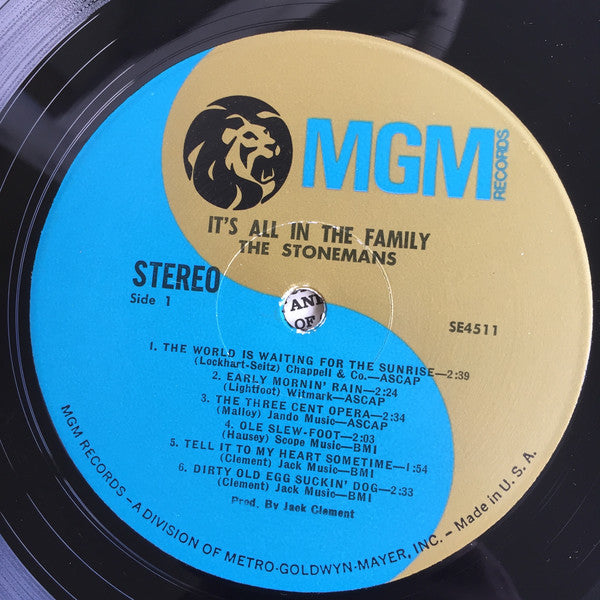 MGM
RECORDS
IT'S ALL IN THE FAMILY
THE STONEMANS
STEREO
Side 1
SE4511
AND
OF
1. THE WORLD IS WAITING FOR THE SUNRISE—2:39
(Lockhart-Seitz) Chappell & Co.—ASCAP
2. EARLY MORNIN' RAIN—2:24
(Lightfoot) Witmark—ASCAP
3. THE THREE CENT OPERA—2:34
(Malloy) Jando Music—ASCAP
4. OLE SLEW-FOOT—2:03
(Hausey) Scope Music—BMI
5. TELL IT TO MY HEART SOMETIME—1:54
(Clement) Jack Music—BMI
6. DIRTY OLD EGG SUCKIN' DOG—2:33
(Clement) Jack Music—BMI
Prod. By Jack Clement
MGM RECORDS – A DIVISION OF METRO-GOLDWYN-MAYER, INC. – Made in U. S. A.